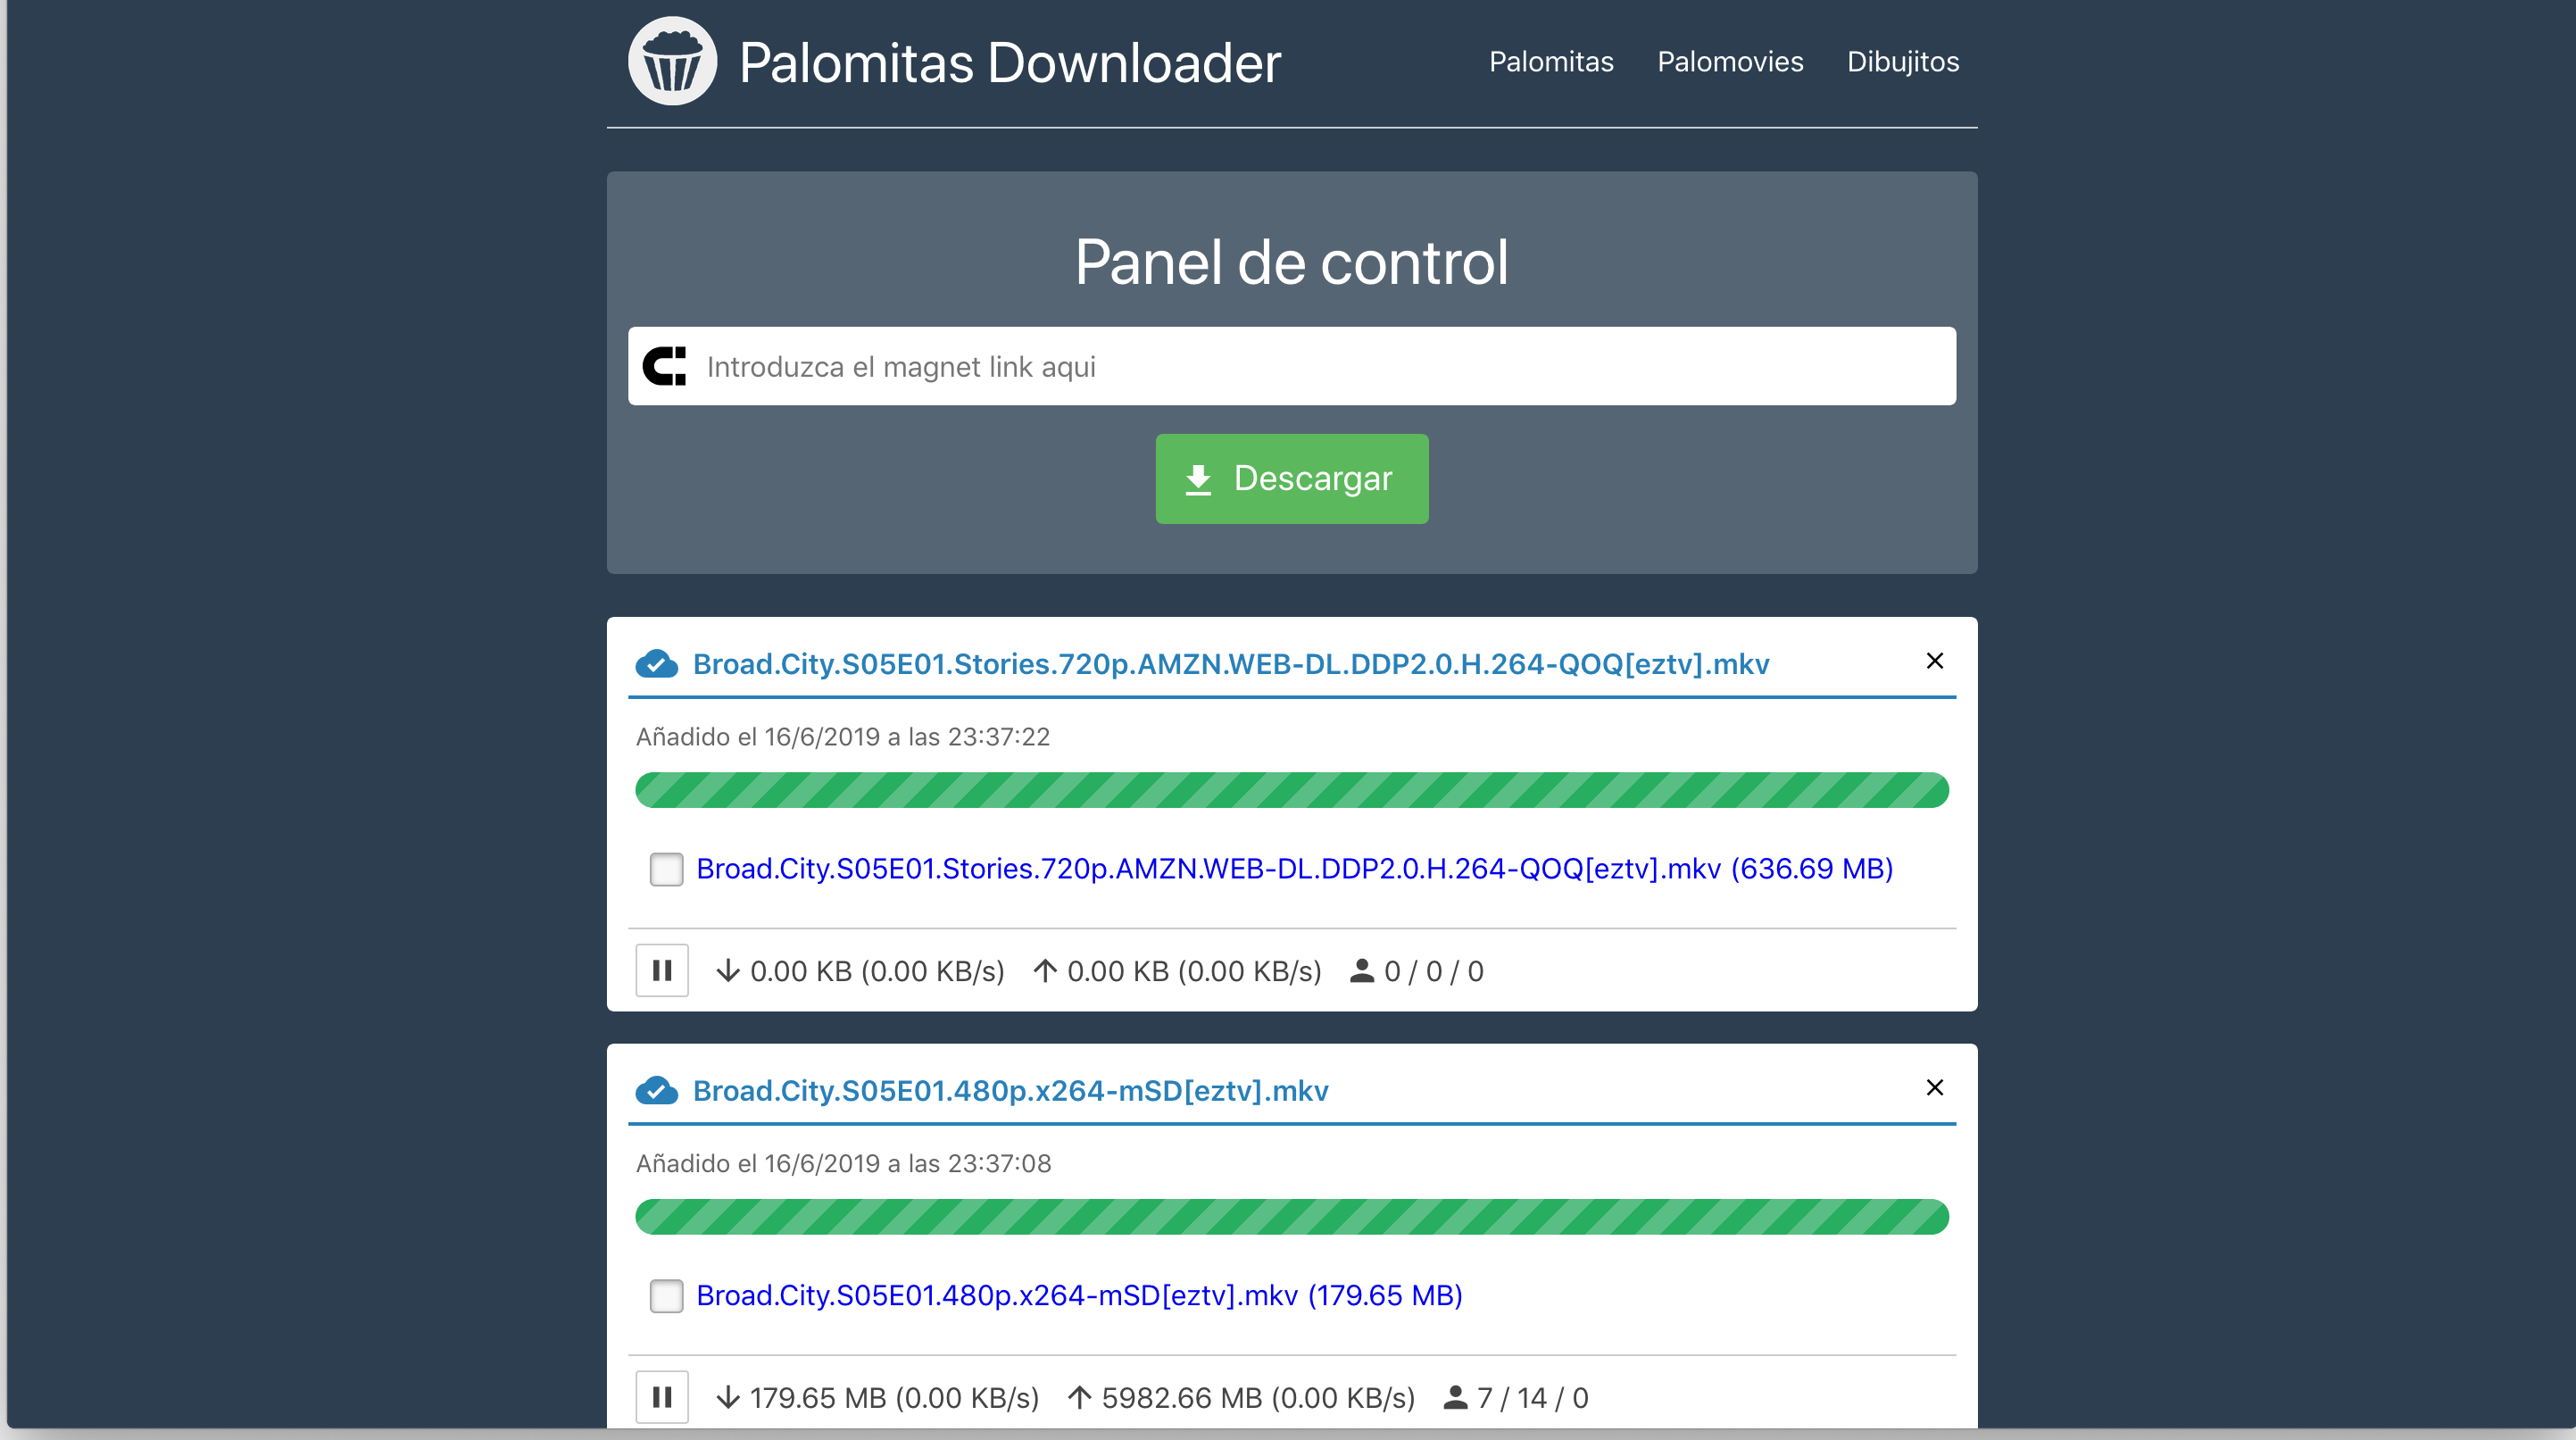 Palomitas Downloader
Palomitas Palomovies Dibujitos
Panel de control
Introduzca el magnet link aqui
Descargar
Broad.City.S05E01.Stories.720p.AMZN.WEB-DL.DDP2.0.H.264-QOQ[eztv].mkv
Añadido el 16/6/2019 a las 23:37:22
Broad.City.S05E01.Stories.720p.AMZN.WEB-DL.DDP2.0.H.264-QOQ[eztv].mkv (636.69 MB)
0.00 KB (0.00 KB/s) 0.00 KB (0.00 KB/s) 0 / 0 / 0
Broad.City.S05E01.480p.x264-mSD[eztv].mkv
Añadido el 16/6/2019 a las 23:37:08
Broad.City.S05E01.480p.x264-mSD[eztv].mkv (179.65 MB)
179.65 MB (0.00 KB/s) 5982.66 MB (0.00 KB/s) 7 / 14 / 0